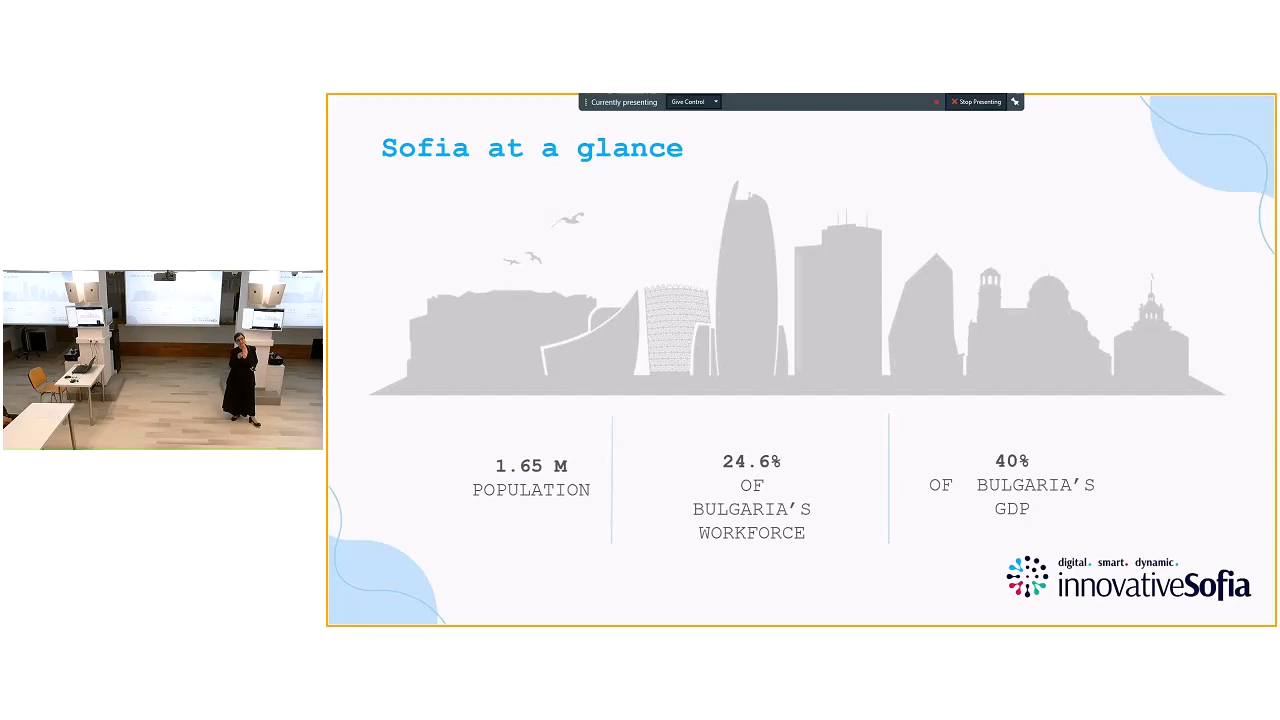 Currently presenting
Give Control
Stop Presenting
Sofia at a glance
1.65 M
POPULATION
24.6%
OF
BULGARIA’S
WORKFORCE
40%
OF BULGARIA’S
GDP
digital. smart. dynamic.
innovativeSofia